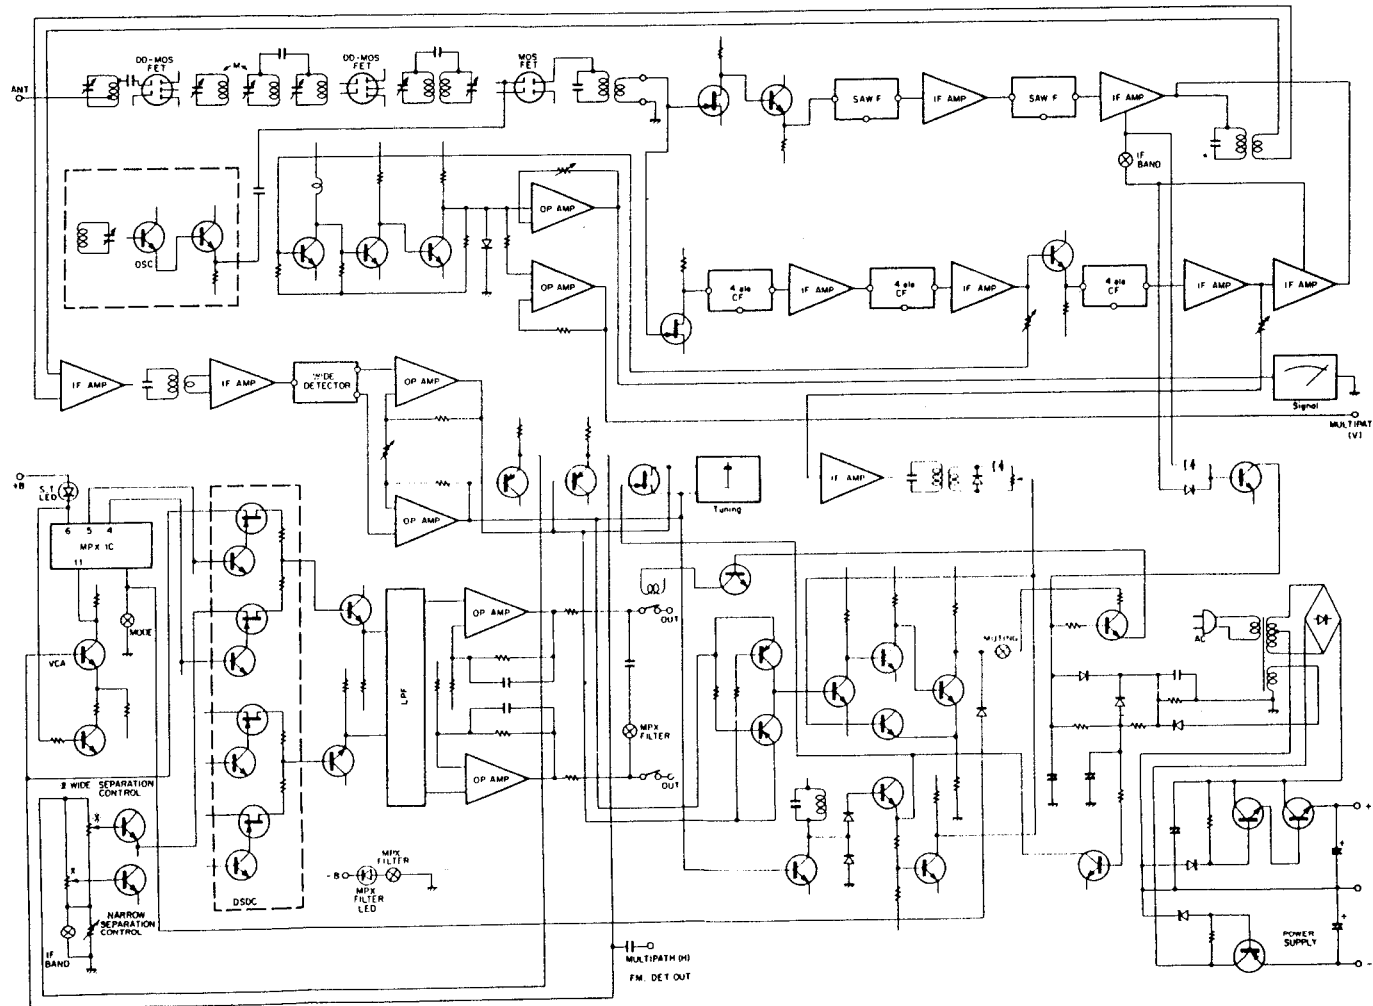 ANT
DD-MOS
FET
M
DD-MOS
FET
MOS
FET
SAW F
IF AMP
SAW F
IF AMP
IF
BAND
OSC
OP AMP
OP AMP
4 ele
CF
IF AMP
4 ele
CF
IF AMP
4 ele
CF
IF AMP
IF AMP
IF AMP
IF AMP
WIDE
DETECTOR
OP AMP
OP AMP
Signal
MULTIPAT
(V)
+B
S.T
LED
6 5 4
MPX IC
11
MODE
VCA
IF AMP
Tuning
LPF
OP AMP
OP AMP
OUT
OUT
MPX
FILTER
MUTING
AC
WIDE SEPARATION
CONTROL
NARROW
SEPARATION
CONTROL
IF
BAND
DSDC
-B
MPX
FILTER
MPX
FILTER
LED
MULTIPATH (H)
FM. DET OUT
POWER
SUPPLY
+
-